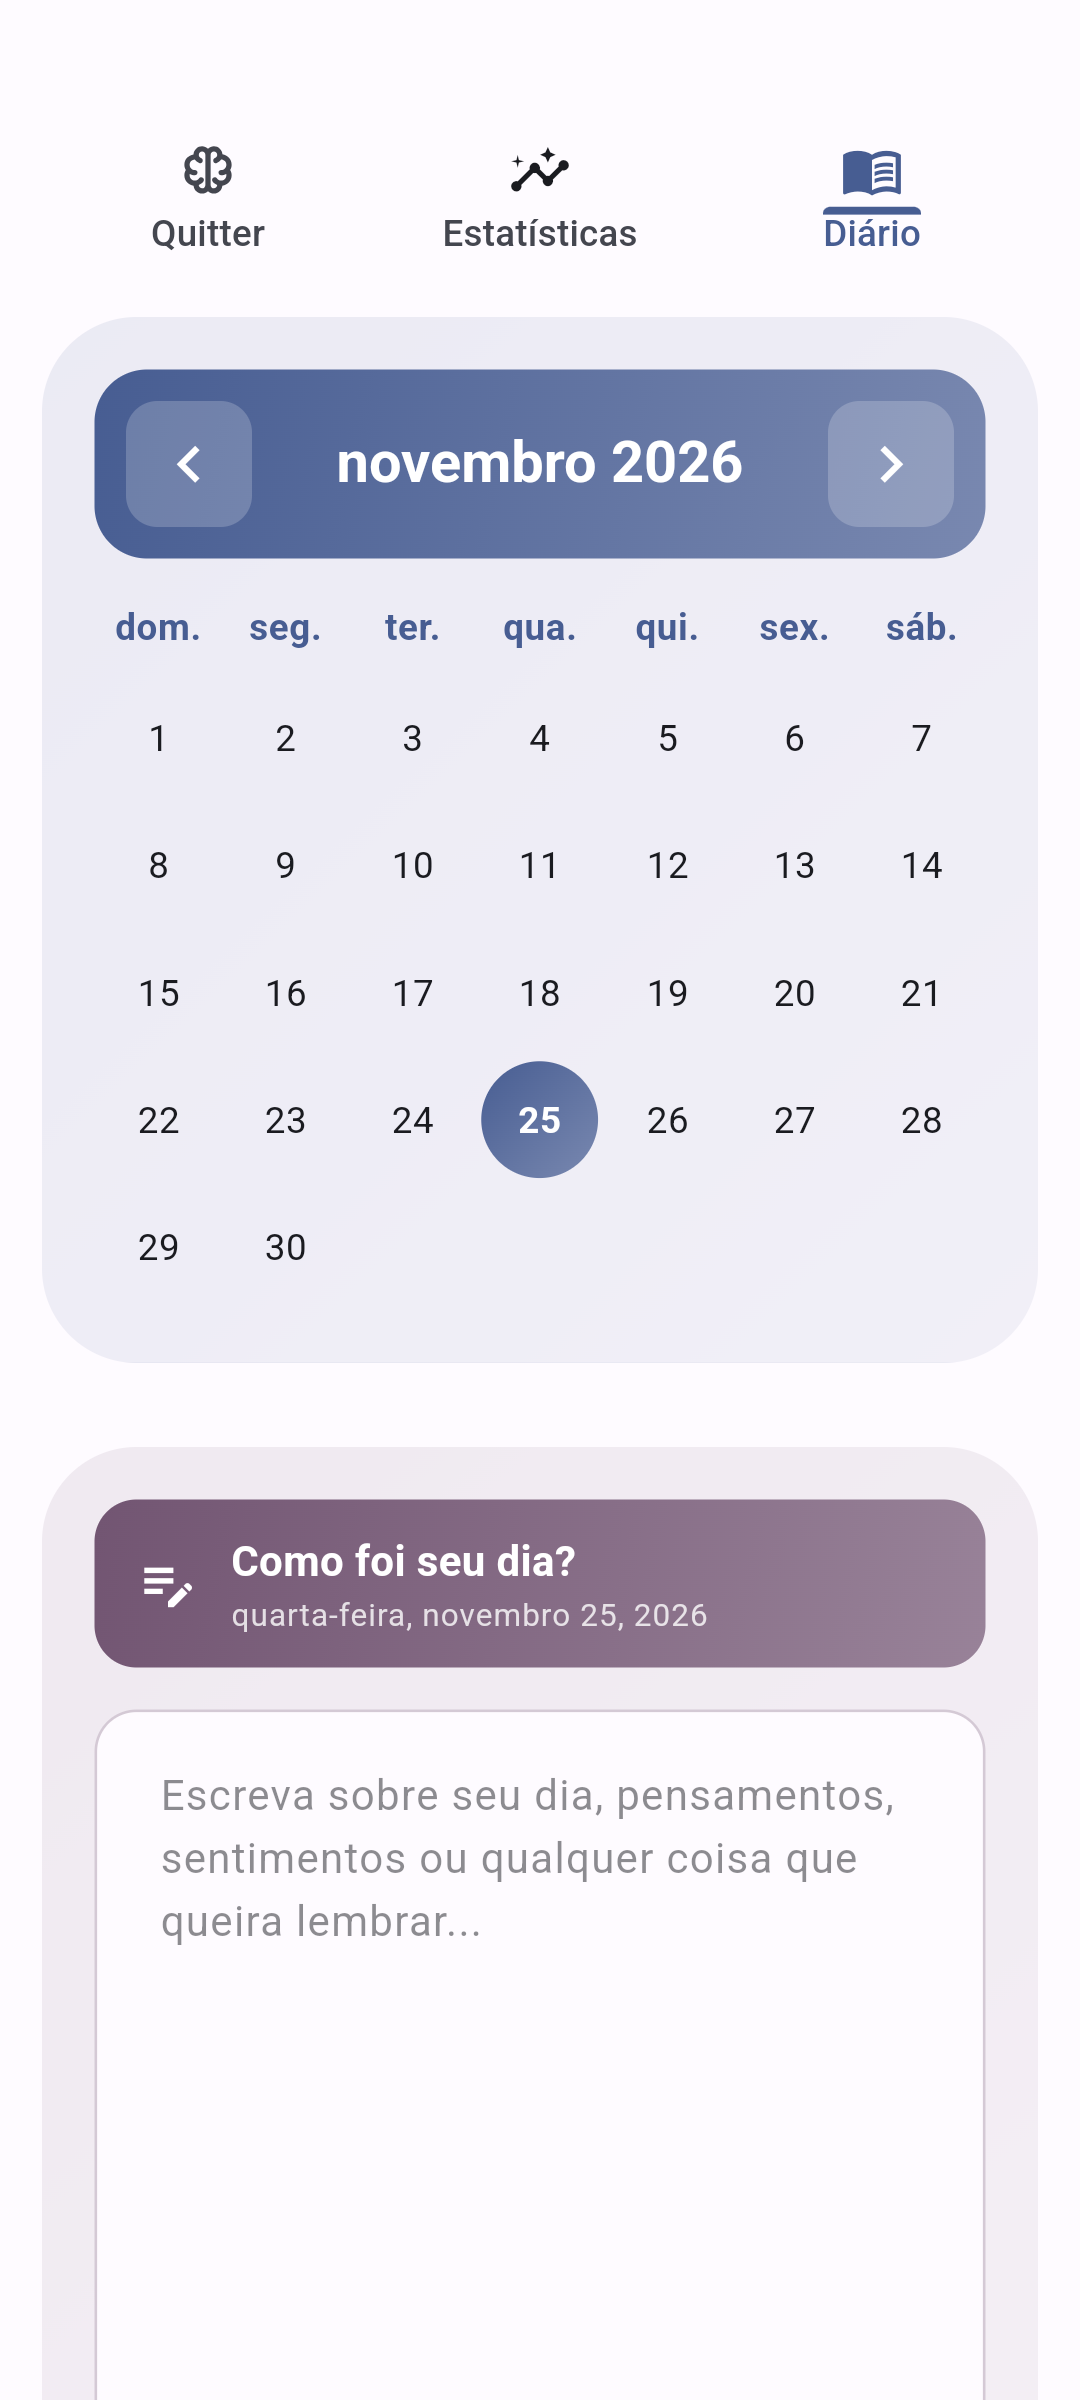 Quitter Estatísticas Diário
novembro 2026
dom. seg. ter. qua. qui. sex. sáb.
1 2 3 4 5 6 7
8 9 10 11 12 13 14
15 16 17 18 19 20 21
22 23 24 25 26 27 28
29 30
Como foi seu dia?
quarta-feira, novembro 25, 2026
Escreva sobre seu dia, pensamentos,
sentimentos ou qualquer coisa que
queira lembrar...